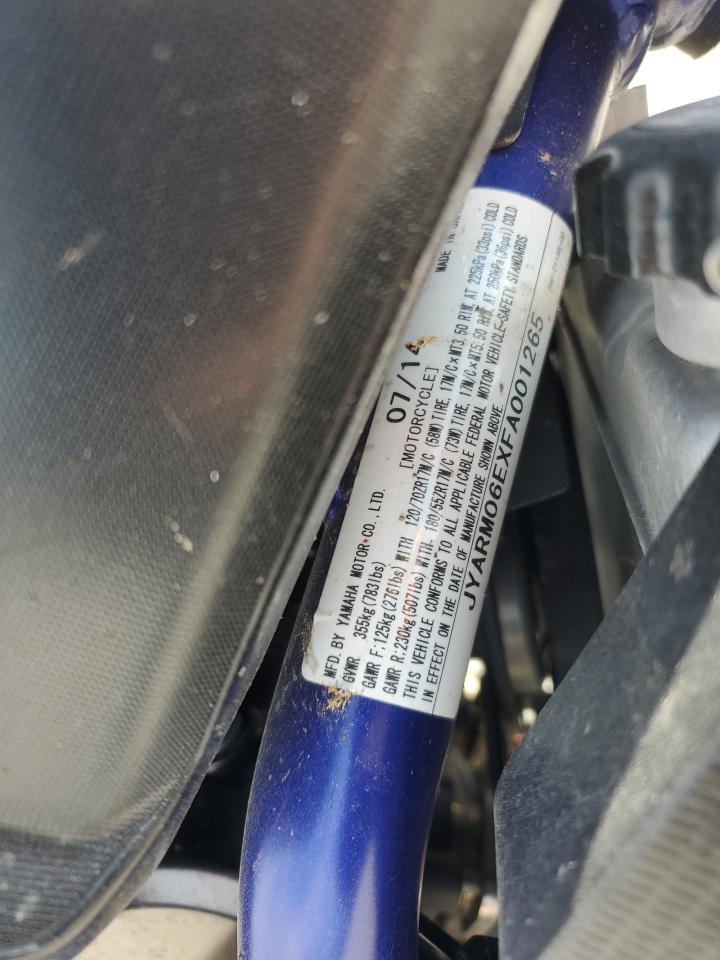 MADE IN
07/14
MFD. BY YAMAHA MOTOR CO., LTD. [MOTORCYCLE]
GVWR 355kg(783lbs)
GAWR F:125kg(276lbs) WITH 120/70ZR17M/C (58W) TIRE, 17M/C×MT3.50 RIM, AT 225kPa(33psi) COLD
GAWR R:230kg(507lbs) WITH 180/55ZR17M/C (73W) TIRE, 17M/C×MT5.50 RIM, AT 250kPa(36psi) COLD
THIS VEHICLE CONFORMS TO ALL APPLICABLE FEDERAL MOTOR VEHICLE SAFETY STANDARDS
IN EFFECT ON THE DATE OF MANUFACTURE SHOWN ABOVE.
JYARM06EXFA001265